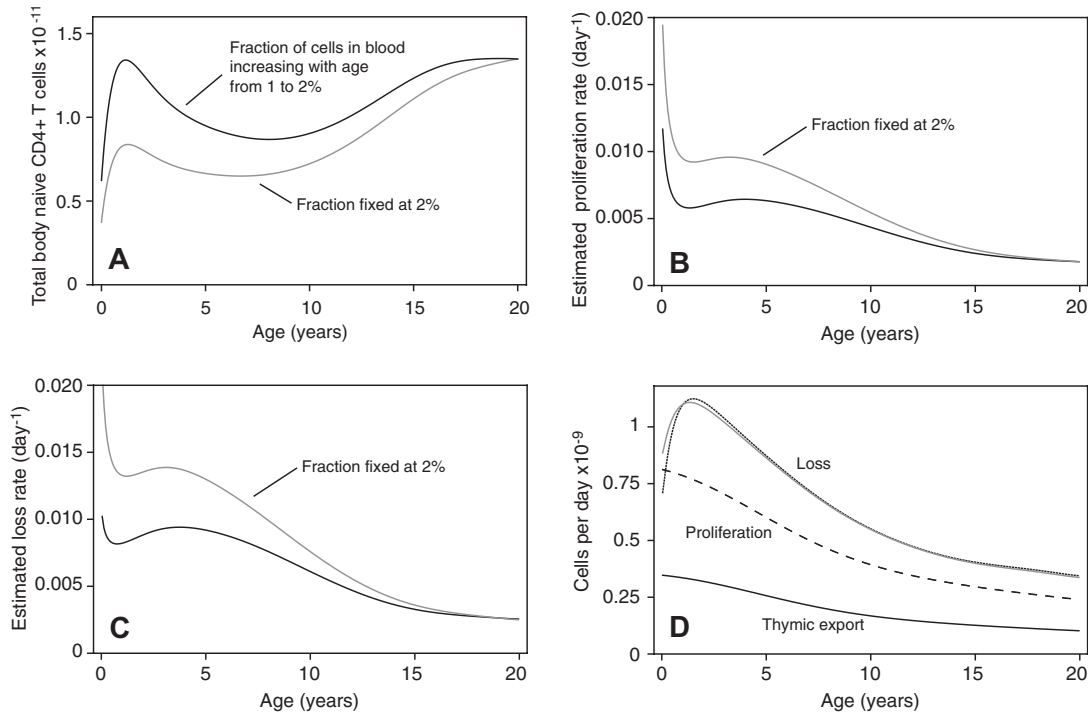 Total body naive CD4+ T cells x10-11
1.5
1.0
0.5
0
Fraction of cells in blood
increasing with age
from 1 to 2%
Fraction fixed at 2%
A
0 5 10 15 20
Age (years)
Estimated proliferation rate (day-1)
0.020
0.015
0.010
0.005
0
Fraction fixed at 2%
B
0 5 10 15 20
Age (years)
Estimated loss rate (day-1)
0.020
0.015
0.010
0.005
0
Fraction fixed at 2%
C
0 5 10 15 20
Age (years)
Cells per day x10-9
1
0.75
0.5
0.25
0
Loss
Proliferation
Thymic export
D
0 5 10 15 20
Age (years)